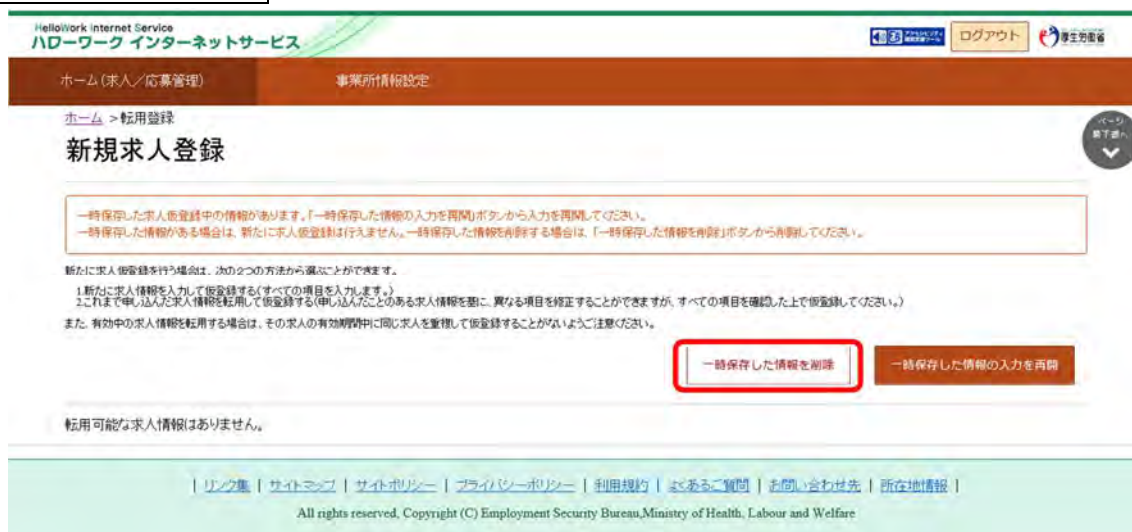 HelloWork Internet Service
ハローワーク インターネットサービス
ログアウト
厚生労働省
ホーム(求人/応募管理)
事業所情報設定
ホーム >転用登録
新規求人登録
一時保存した求人仮登録中の情報があります。「一時保存した情報の入力を再開」ボタンから入力を再開してください。
一時保存した情報がある場合は、新たに求人仮登録は行えません。一時保存した情報を削除する場合は、「一時保存した情報を削除」ボタンから削除してください。
新たに求人仮登録を行う場合は、次の2つの方法から選ぶことができます。
1.新たに求人情報を入力して仮登録する(すべての項目を入力します。)
2.これまで申し込んだ求人情報を転用して仮登録する(申し込んだことのある求人情報を基に、異なる項目を修正することができますが、すべての項目を確認した上で仮登録してください。)
また、有効中の求人情報を転用する場合は、その求人の有効期間中に同じ求人を重複して仮登録することがないようご注意ください。
一時保存した情報を削除
一時保存した情報の入力を再開
転用可能な求人情報はありません。
| リンク集 | サイトマップ | サイトポリシー | プライバシーポリシー | 利用規約 | よくあるご質問 | お問い合わせ先 | 所在地情報 |
All rights reserved, Copyright (C) Employment Security Bureau,Ministry of Health, Labour and Welfare